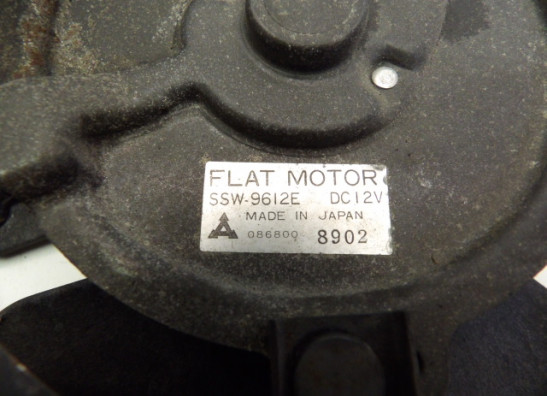 FLAT MOTOR
SSW-9612E DC12V
MADE IN JAPAN
086800 8902